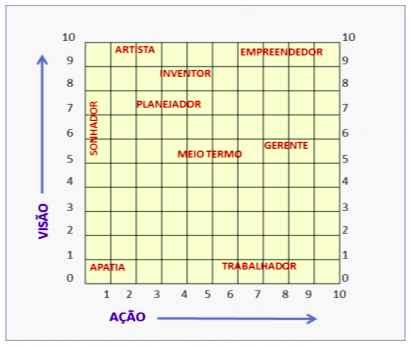 10 10
ARTISTA EMPREENDEDOR
9 9
INVENTOR
8 8
PLANEJADOR
7 7
SONHADOR
6 6
GERENTE
MEIO TERMO
5 5
4 4
3 3
VISÃO
2 2
1 1
APATIA TRABALHADOR
0 0
1 2 3 4 5 6 7 8 9 10
AÇÃO